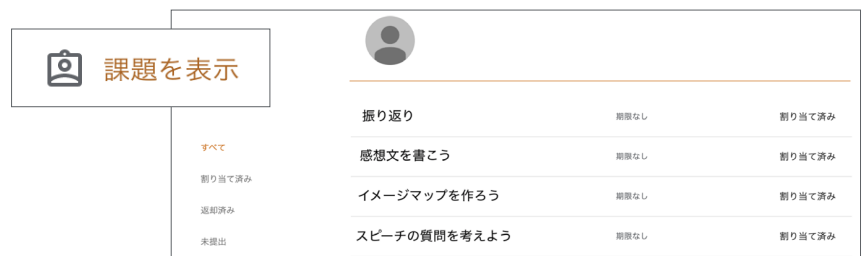 課題を表示
すべて
割り当て済み
返却済み
未提出
振り返り 期限なし 割り当て済み
感想文を書こう 期限なし 割り当て済み
イメージマップを作ろう 期限なし 割り当て済み
スピーチの質問を考えよう 期限なし 割り当て済み